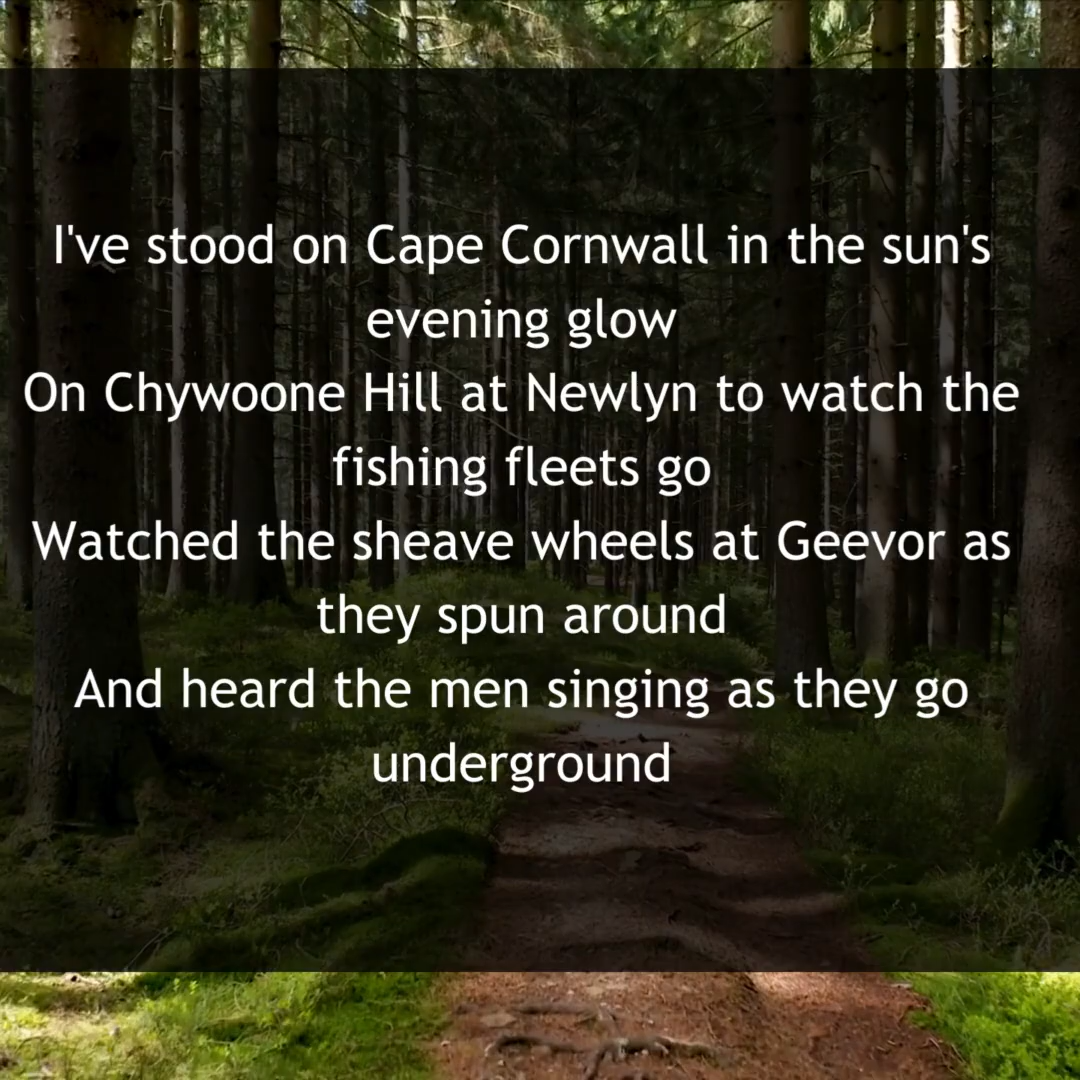 I've stood on Cape Cornwall in the sun's
evening glow
On Chywoone Hill at Newlyn to watch the
fishing fleets go
Watched the sheave wheels at Geevor as
they spun around
And heard the men singing as they go
underground